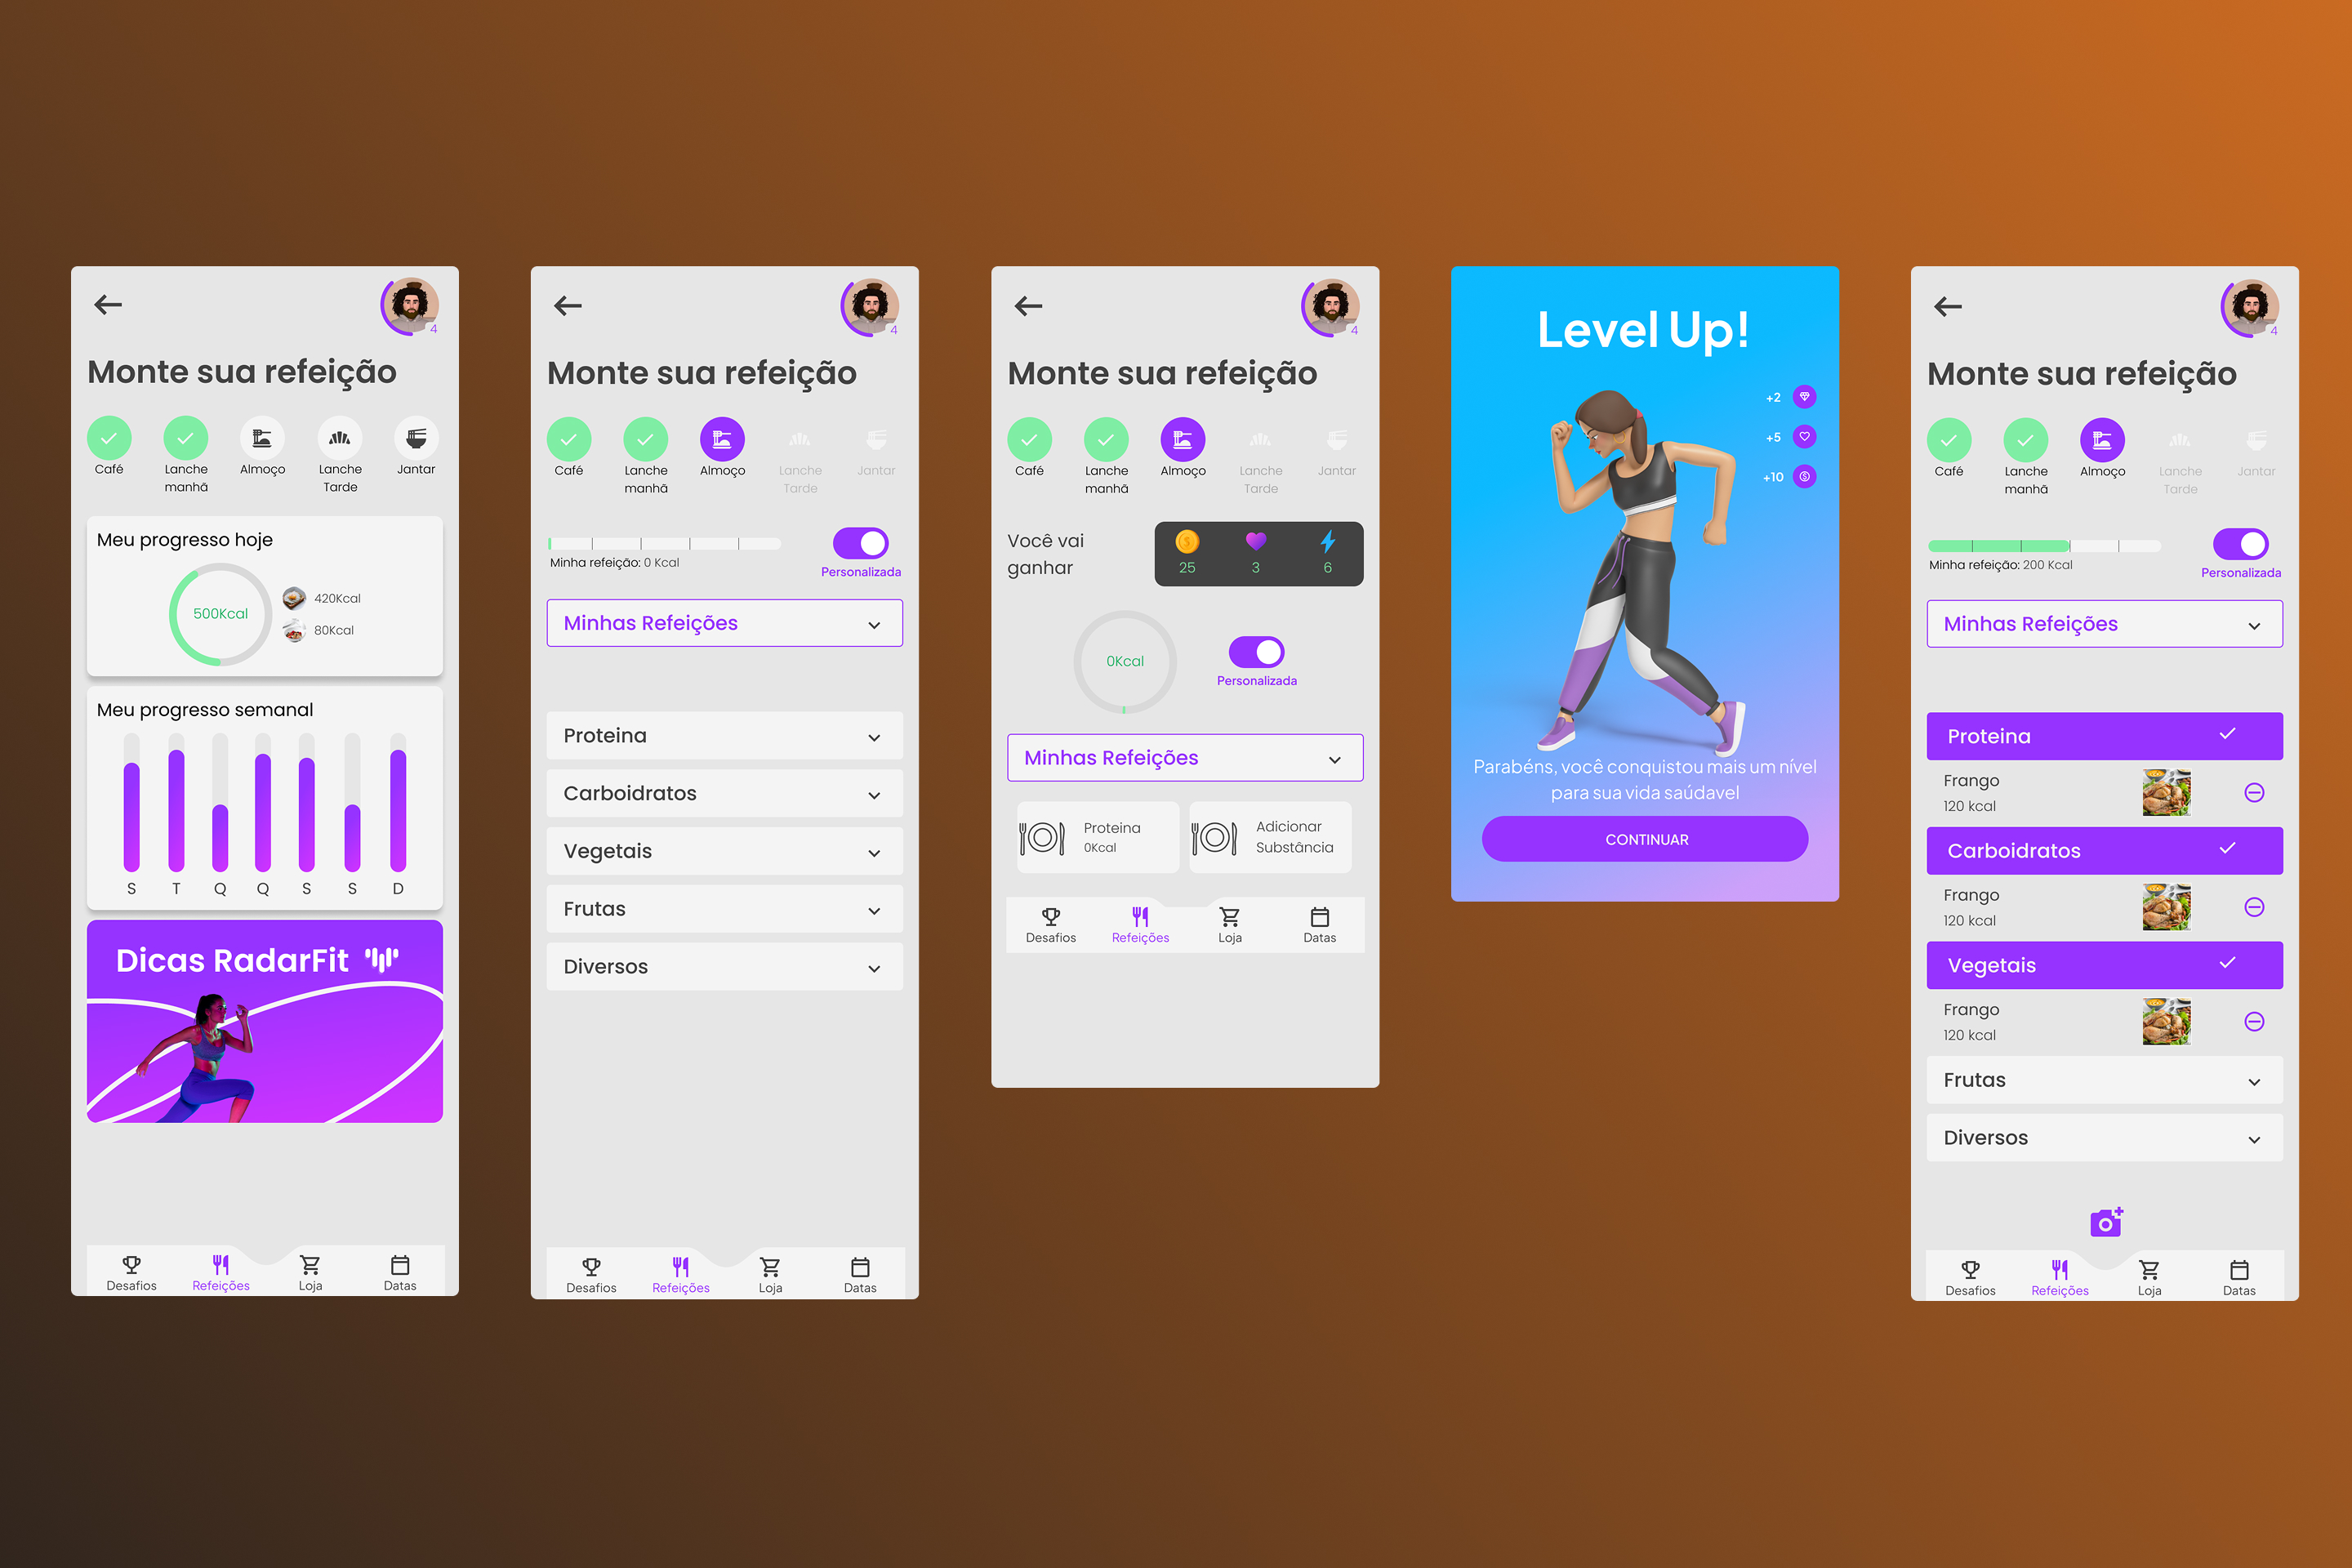 4
Monte sua refeição
Café
Lanche
manhã
Almoço
Lanche
Tarde
Jantar
Meu progresso hoje
500Kcal
420Kcal
80Kcal
Meu progresso semanal
S T Q Q S S D
Dicas RadarFit
Desafios Refeições Loja Datas
4
Monte sua refeição
Café
Lanche
manhã
Almoço
Lanche
Tarde
Jantar
Minha refeição: 0 Kcal
Personalizada
Minhas Refeições
Proteina
Carboidratos
Vegetais
Frutas
Diversos
Desafios Refeições Loja Datas
4
Monte sua refeição
Café
Lanche
manhã
Almoço
Lanche
Tarde
Jantar
Você vai
ganhar
25 3 6
0Kcal
Personalizada
Minhas Refeições
Proteina
0Kcal
Adicionar
Substância
Desafios Refeições Loja Datas
Level Up!
+2
+5
+10
Parabéns, você conquistou mais um nível
para sua vida saúdavel
CONTINUAR
4
Monte sua refeição
Café
Lanche
manhã
Almoço
Lanche
Tarde
Jantar
Minha refeição: 200 Kcal
Personalizada
Minhas Refeições
Proteina
Frango
120 kcal
Carboidratos
Frango
120 kcal
Vegetais
Frango
120 kcal
Frutas
Diversos
Desafios Refeições Loja Datas